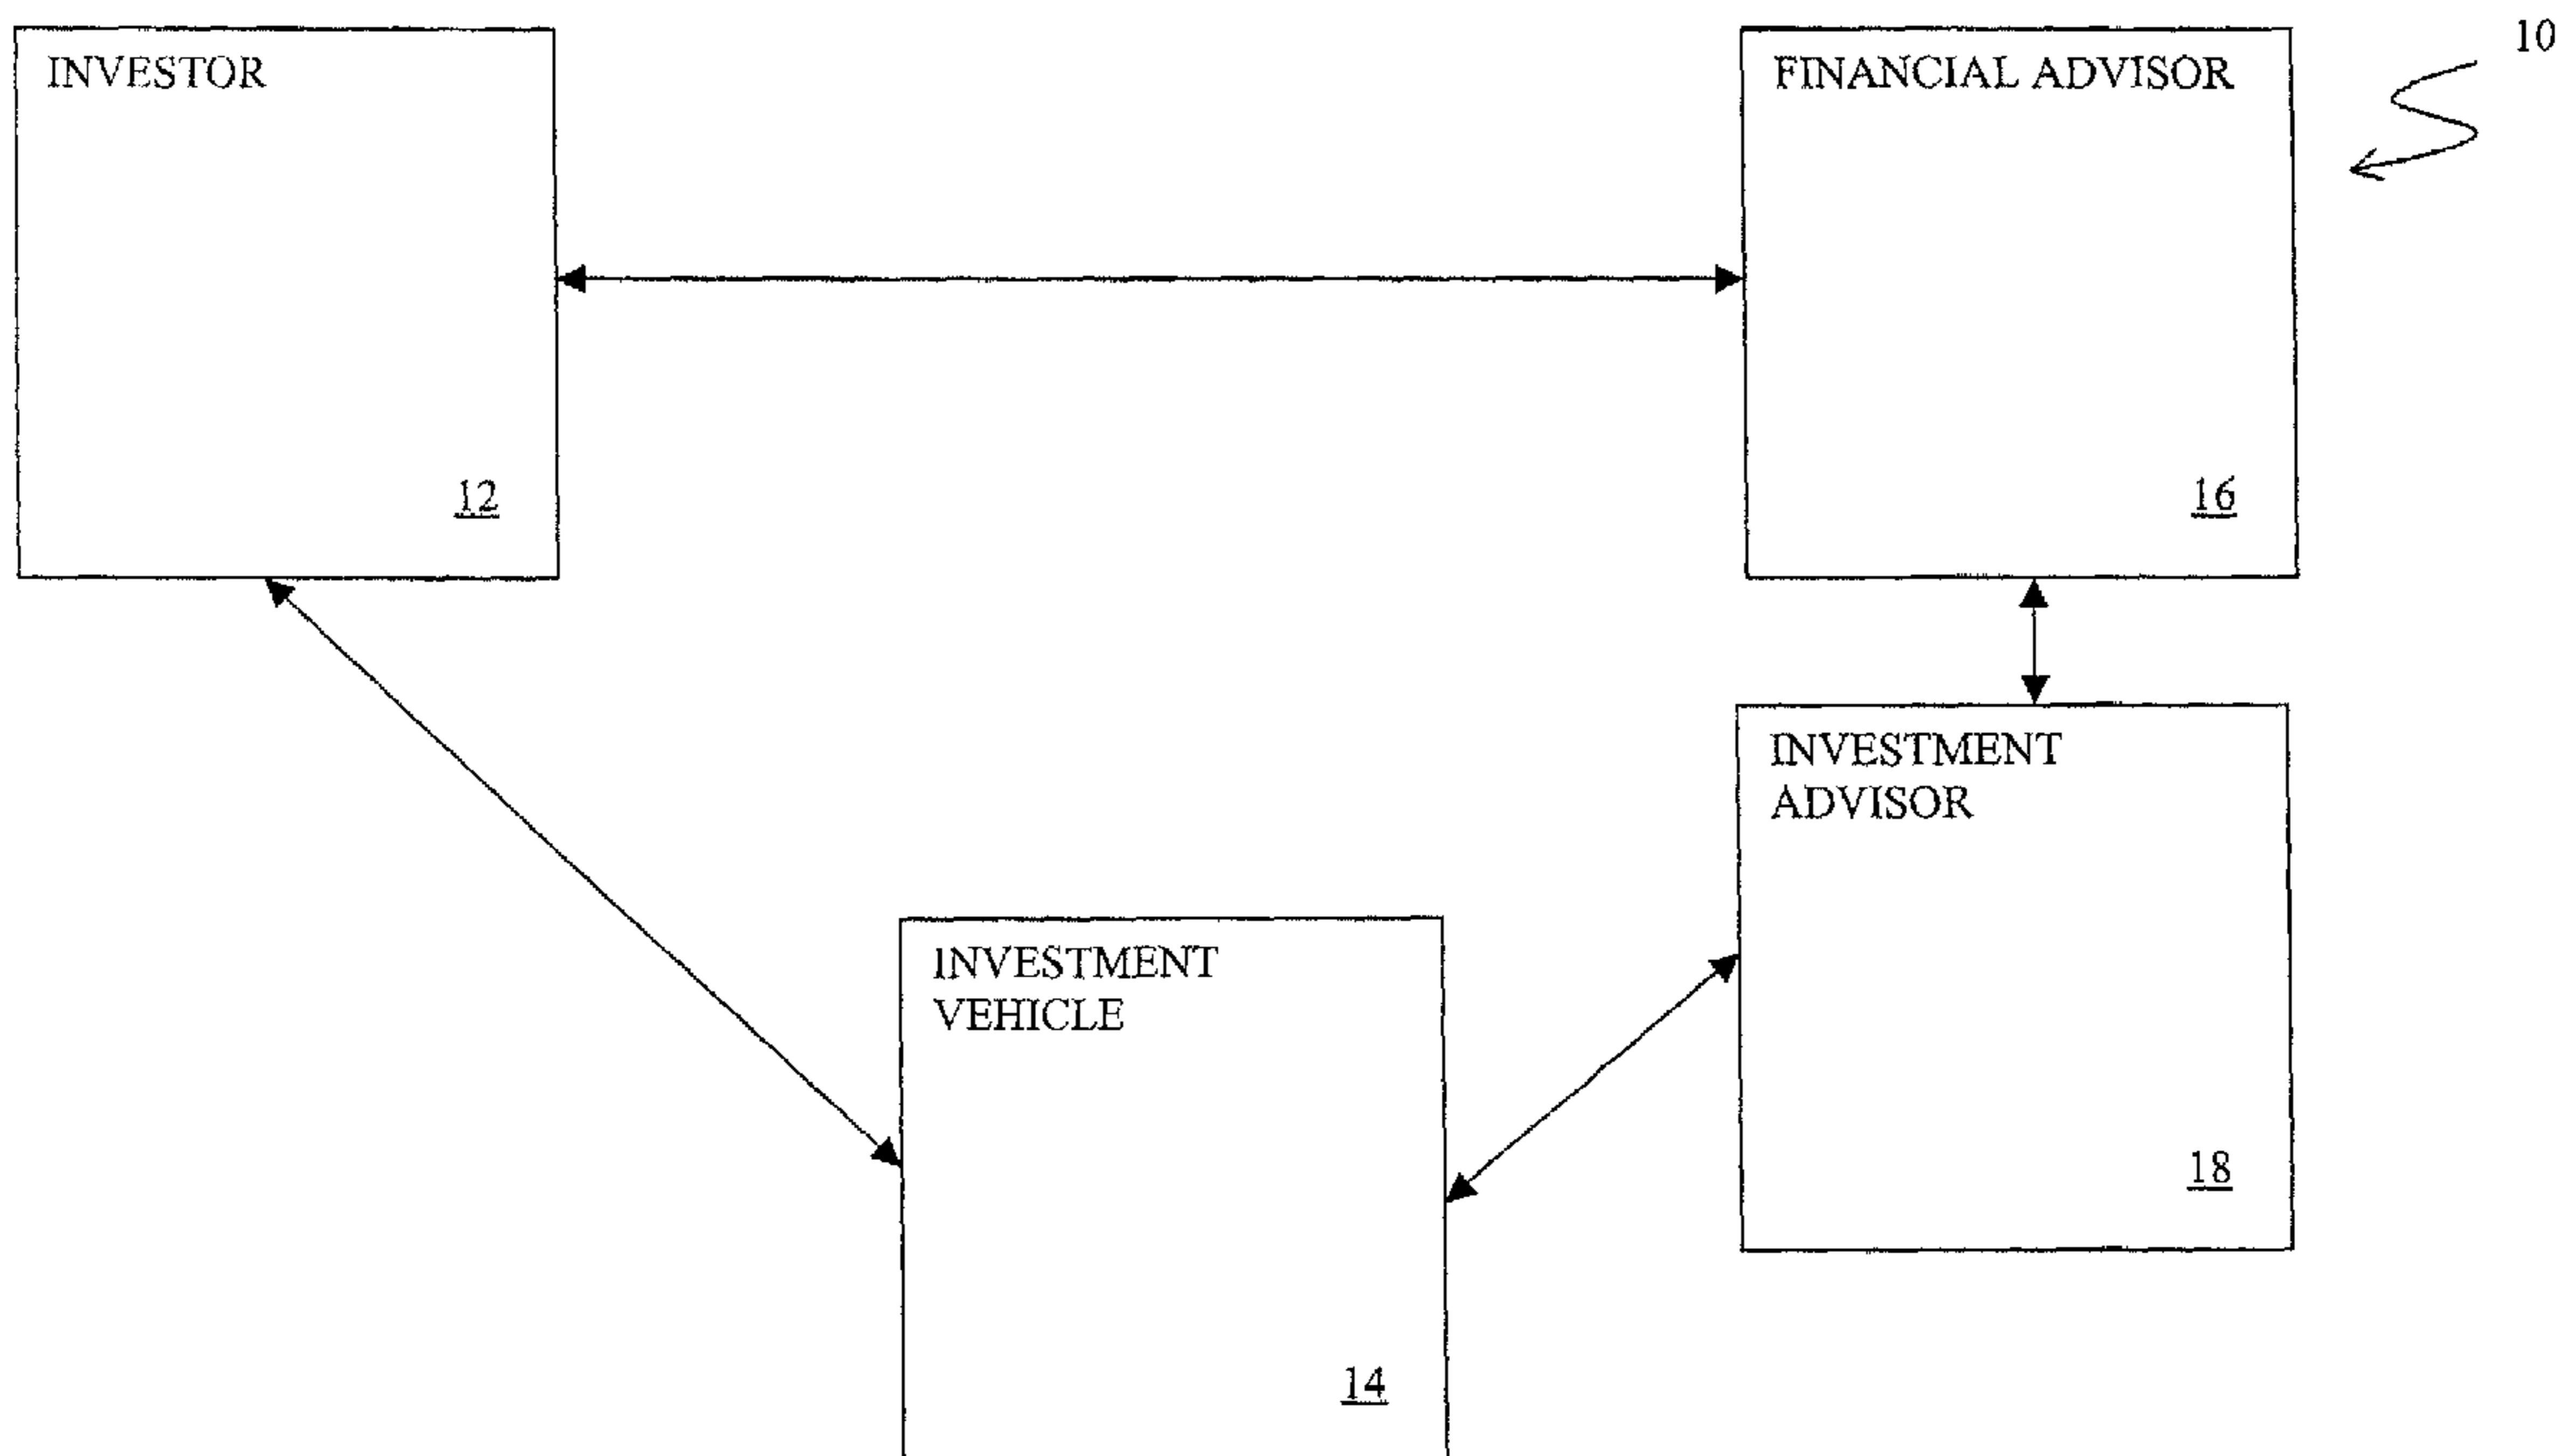 INVESTOR
12
FINANCIAL ADVISOR
16
10
INVESTMENT
ADVISOR
18
INVESTMENT
VEHICLE
14